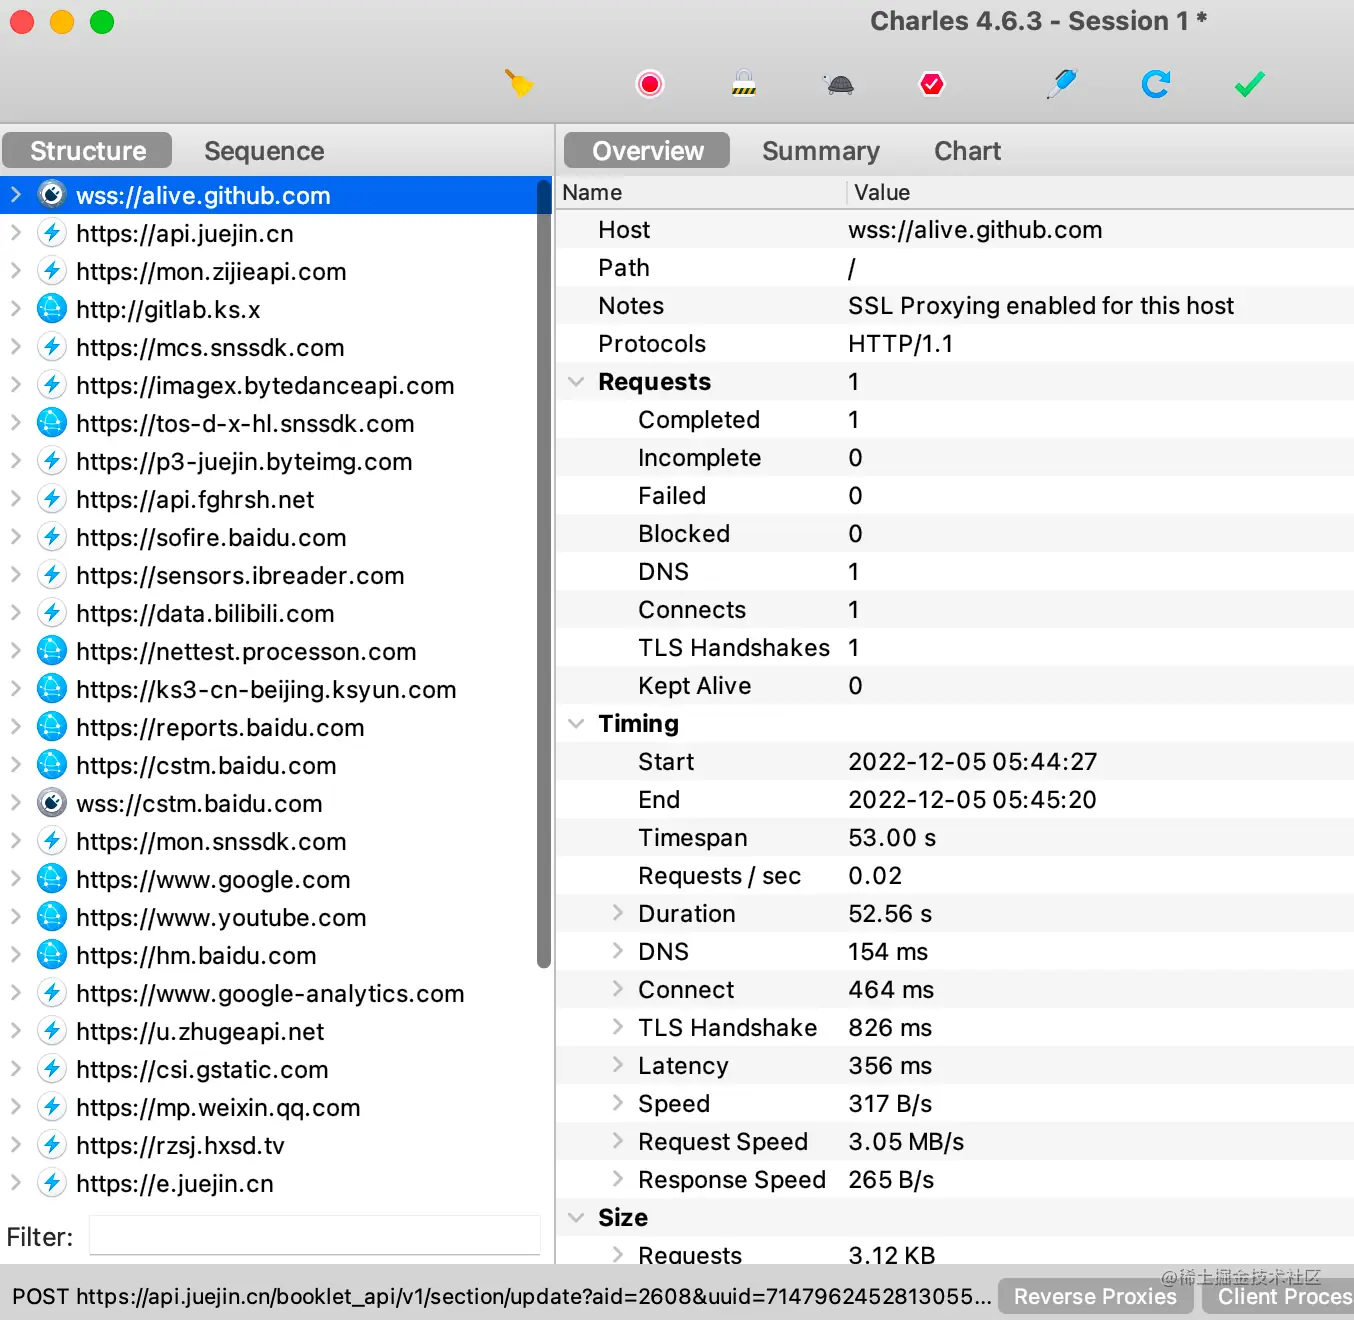 Charles 4.6.3 - Session 1 *
Structure
Sequence
wss://alive.github.com
https://api.juejin.cn
https://mon.zijieapi.com
http://gitlab.ks.x
https://mcs.snssdk.com
https://imagex.bytedanceapi.com
https://tos-d-x-hl.snssdk.com
https://p3-juejin.byteimg.com
https://api.fghrsh.net
https://sofire.baidu.com
https://sensors.ibreader.com
https://data.bilibili.com
https://nettest.processon.com
https://ks3-cn-beijing.ksyun.com
https://reports.baidu.com
https://cstm.baidu.com
wss://cstm.baidu.com
https://mon.snssdk.com
https://www.google.com
https://www.youtube.com
https://hm.baidu.com
https://www.google-analytics.com
https://u.zhugeapi.net
https://csi.gstatic.com
https://mp.weixin.qq.com
https://rzsj.hxsd.tv
https://e.juejin.cn
Filter:
Overview
Summary
Chart
Name Value
Host wss://alive.github.com
Path /
Notes SSL Proxying enabled for this host
Protocols HTTP/1.1
Requests 1
Completed 1
Incomplete 0
Failed 0
Blocked 0
DNS 1
Connects 1
TLS Handshakes 1
Kept Alive 0
Timing
Start 2022-12-05 05:44:27
End 2022-12-05 05:45:20
Timespan 53.00 s
Requests / sec 0.02
Duration 52.56 s
DNS 154 ms
Connect 464 ms
TLS Handshake 826 ms
Latency 356 ms
Speed 317 B/s
Request Speed 3.05 MB/s
Response Speed 265 B/s
Size
Requests 3.12 KB
@稀土掘金技术社区
POST https://api.juejin.cn/booklet_api/v1/section/update?aid=2608&uuid=7147962452813055...
Reverse Proxies
Client Proces